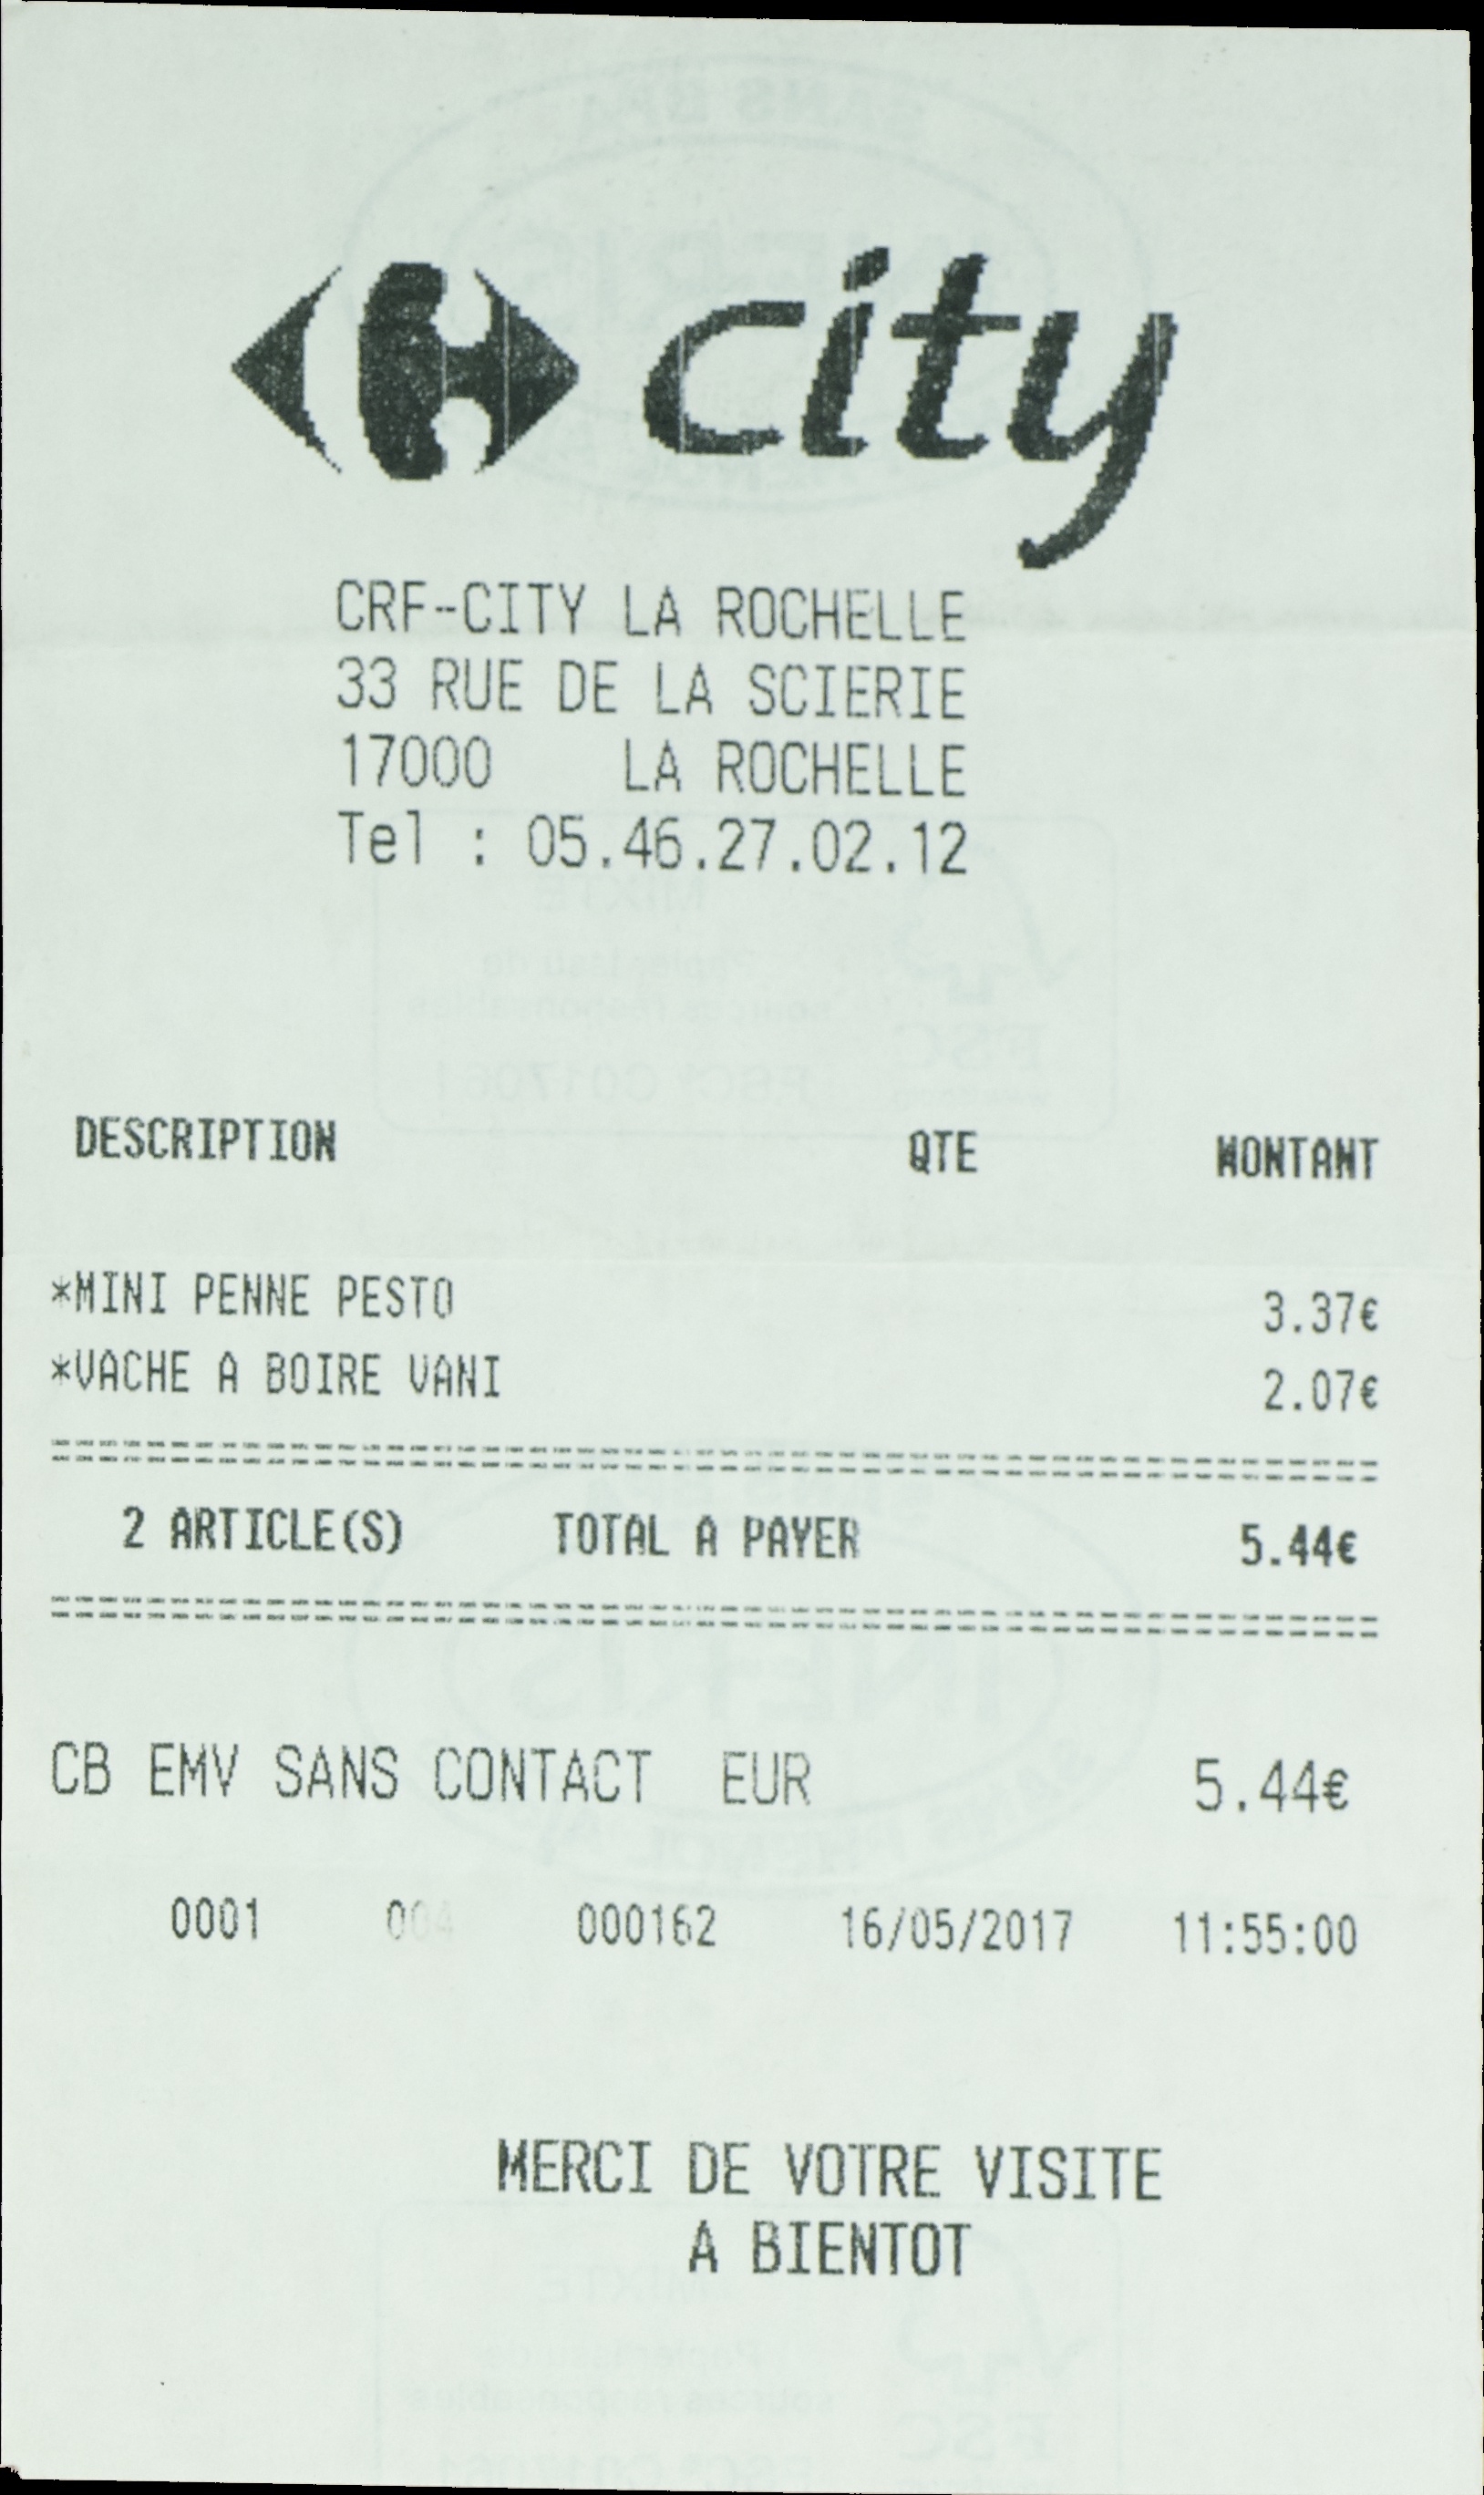 city
CRF-CITY LA ROCHELLE
33 RUE DE LA SCIERIE
17000 LA ROCHELLE
Tel : 05.46.27.02.12
DESCRIPTION QTE MONTANT
*MINI PENNE PESTO 3.37€
*VACHE A BOIRE VANI 2.07€
2 ARTICLE(S) TOTAL A PAYER 5.44€
CB EMV SANS CONTACT EUR 5.44€
0001 004 000162 16/05/2017 11:55:00
MERCI DE VOTRE VISITE
A BIENTOT